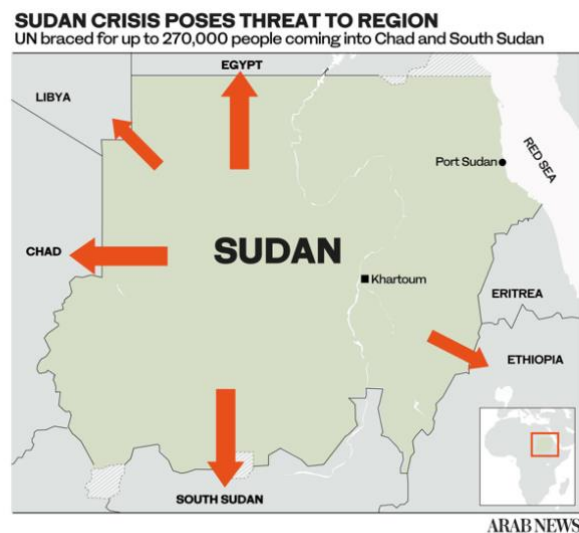 SUDAN CRISIS POSES THREAT TO REGION
UN braced for up to 270,000 people coming into Chad and South Sudan
EGYPT
LIBYA
Port Sudan
RED SEA
CHAD
SUDAN
Khartoum
ERITREA
ETHIOPIA
SOUTH SUDAN
ARAB NEWS